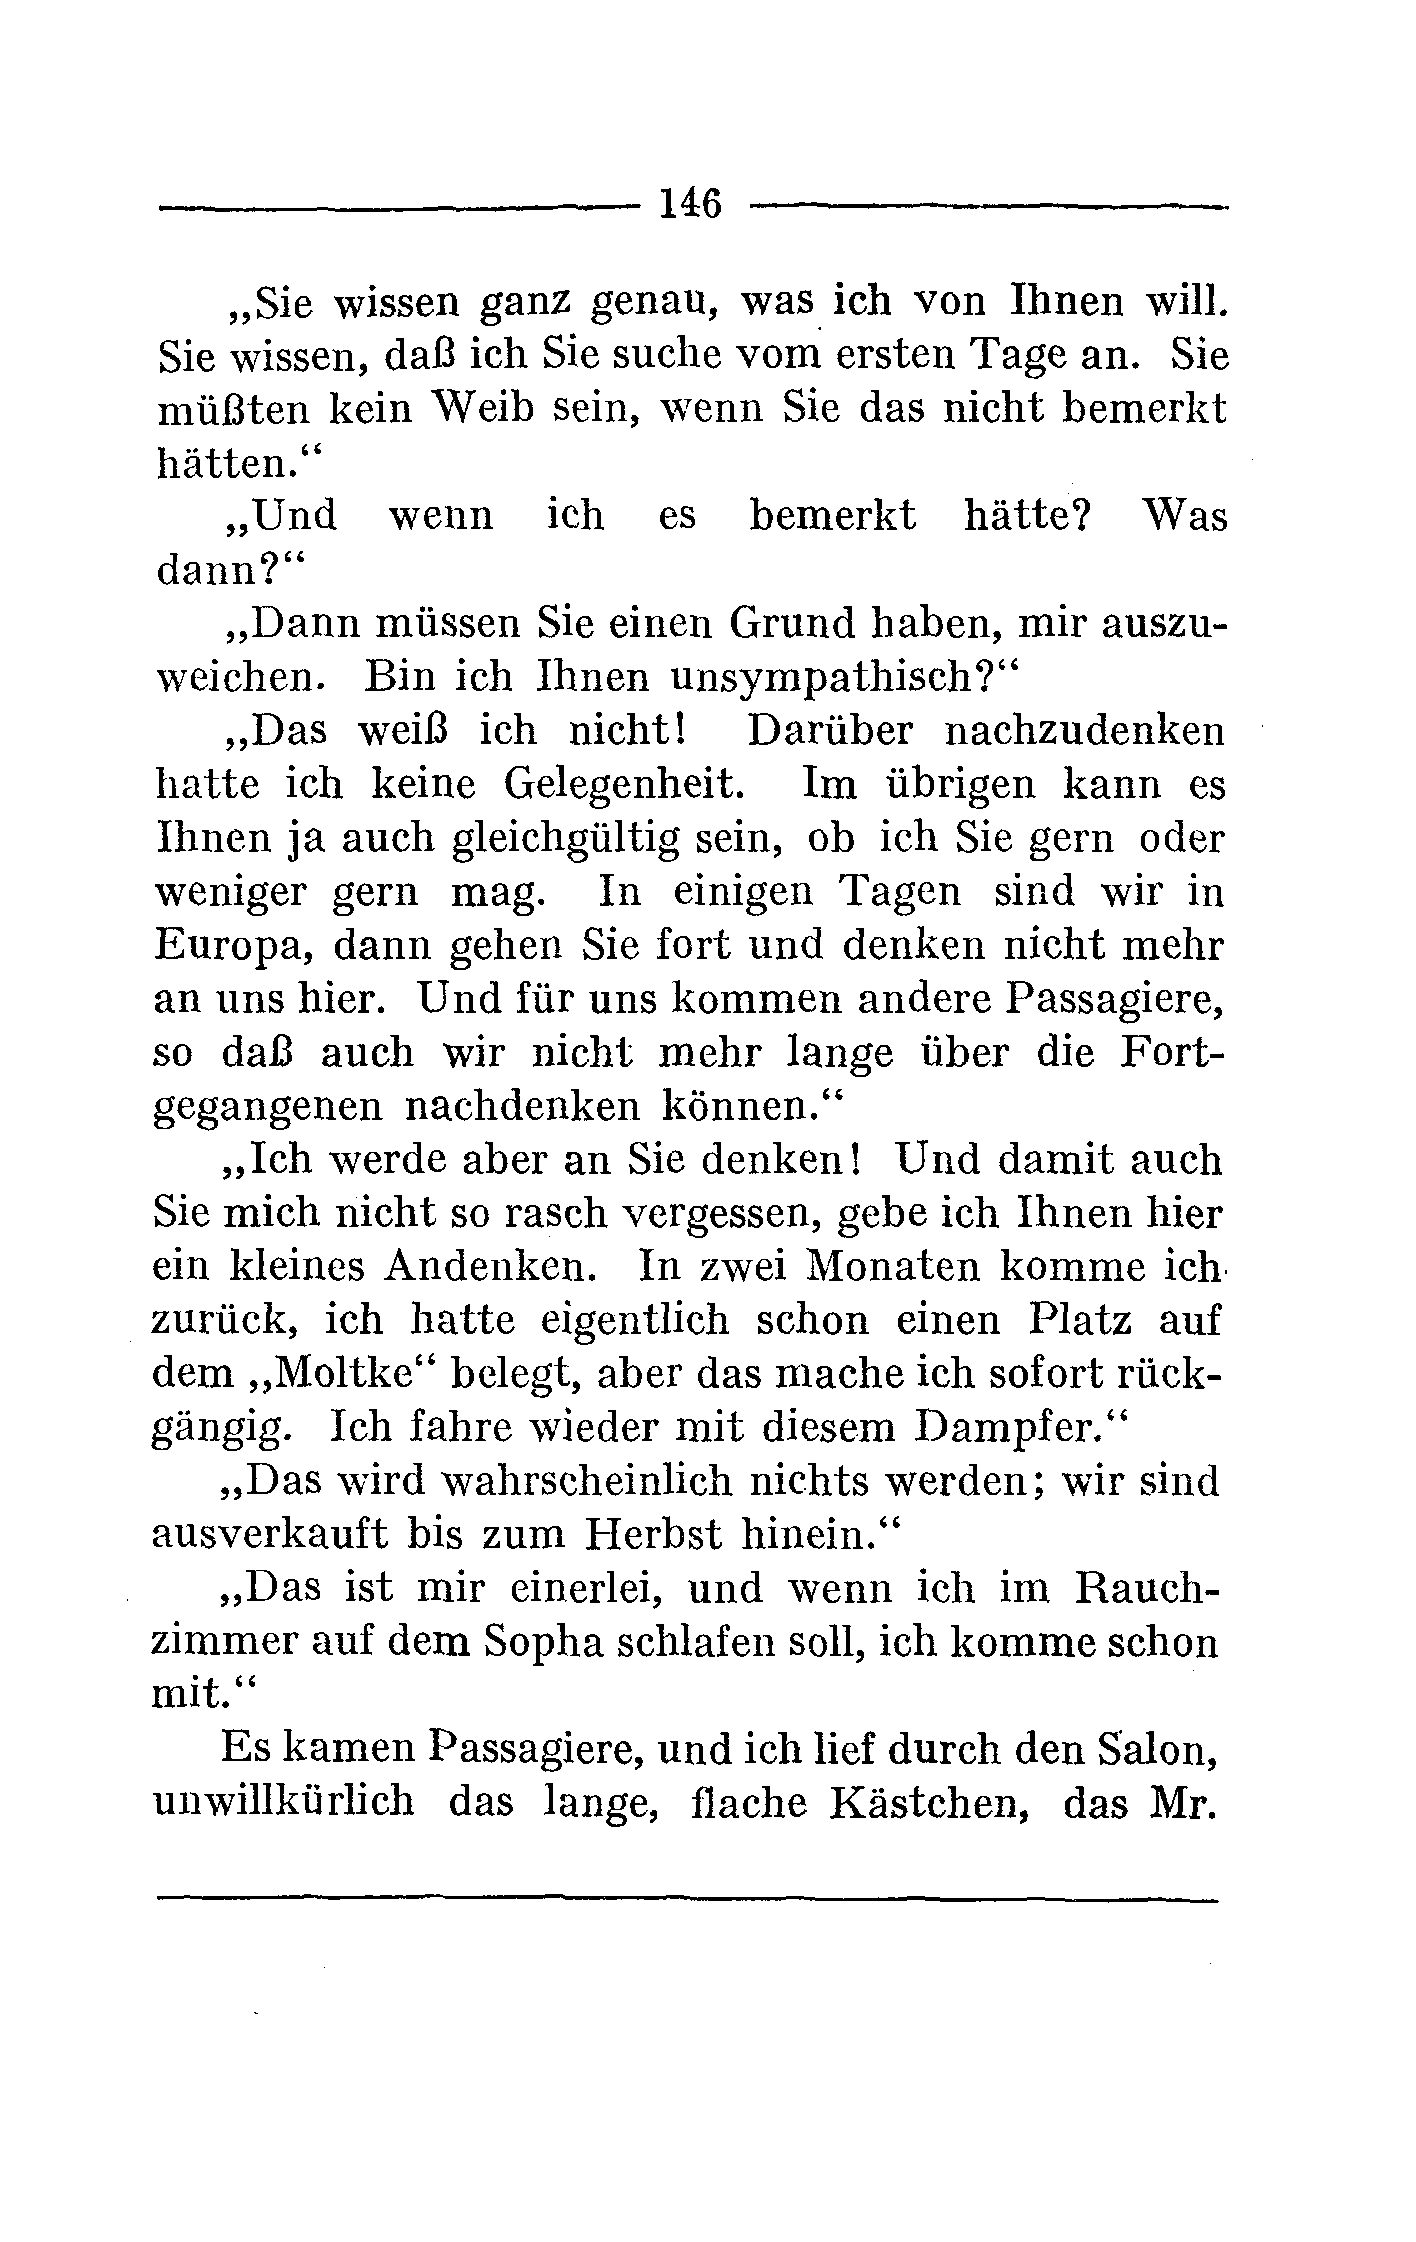 146
„Sie wissen ganz genau, was ich von Ihnen will.
Sie wissen, daß ich Sie suche vom ersten Tage an. Sie
müßten kein Weib sein, wenn Sie das nicht bemerkt
hätten.“
„Und wenn ich es bemerkt hätte? Was
dann?“
„Dann müssen Sie einen Grund haben, mir auszu-
weichen. Bin ich Ihnen unsympathisch?“
„Das weiß ich nicht! Darüber nachzudenken
hatte ich keine Gelegenheit. Im übrigen kann es
Ihnen ja auch gleichgültig sein, ob ich Sie gern oder
weniger gern mag. In einigen Tagen sind wir in
Europa, dann gehen Sie fort und denken nicht mehr
an uns hier. Und für uns kommen andere Passagiere,
so daß auch wir nicht mehr lange über die Fort-
gegangenen nachdenken können.“
„Ich werde aber an Sie denken! Und damit auch
Sie mich nicht so rasch vergessen, gebe ich Ihnen hier
ein kleines Andenken. In zwei Monaten komme ich
zurück, ich hatte eigentlich schon einen Platz auf
dem „Moltke“ belegt, aber das mache ich sofort rück-
gängig. Ich fahre wieder mit diesem Dampfer.“
„Das wird wahrscheinlich nichts werden; wir sind
ausverkauft bis zum Herbst hinein.“
„Das ist mir einerlei, und wenn ich im Rauch-
zimmer auf dem Sopha schlafen soll, ich komme schon
mit.“
Es kamen Passagiere, und ich lief durch den Salon,
unwillkürlich das lange, flache Kästchen, das Mr.